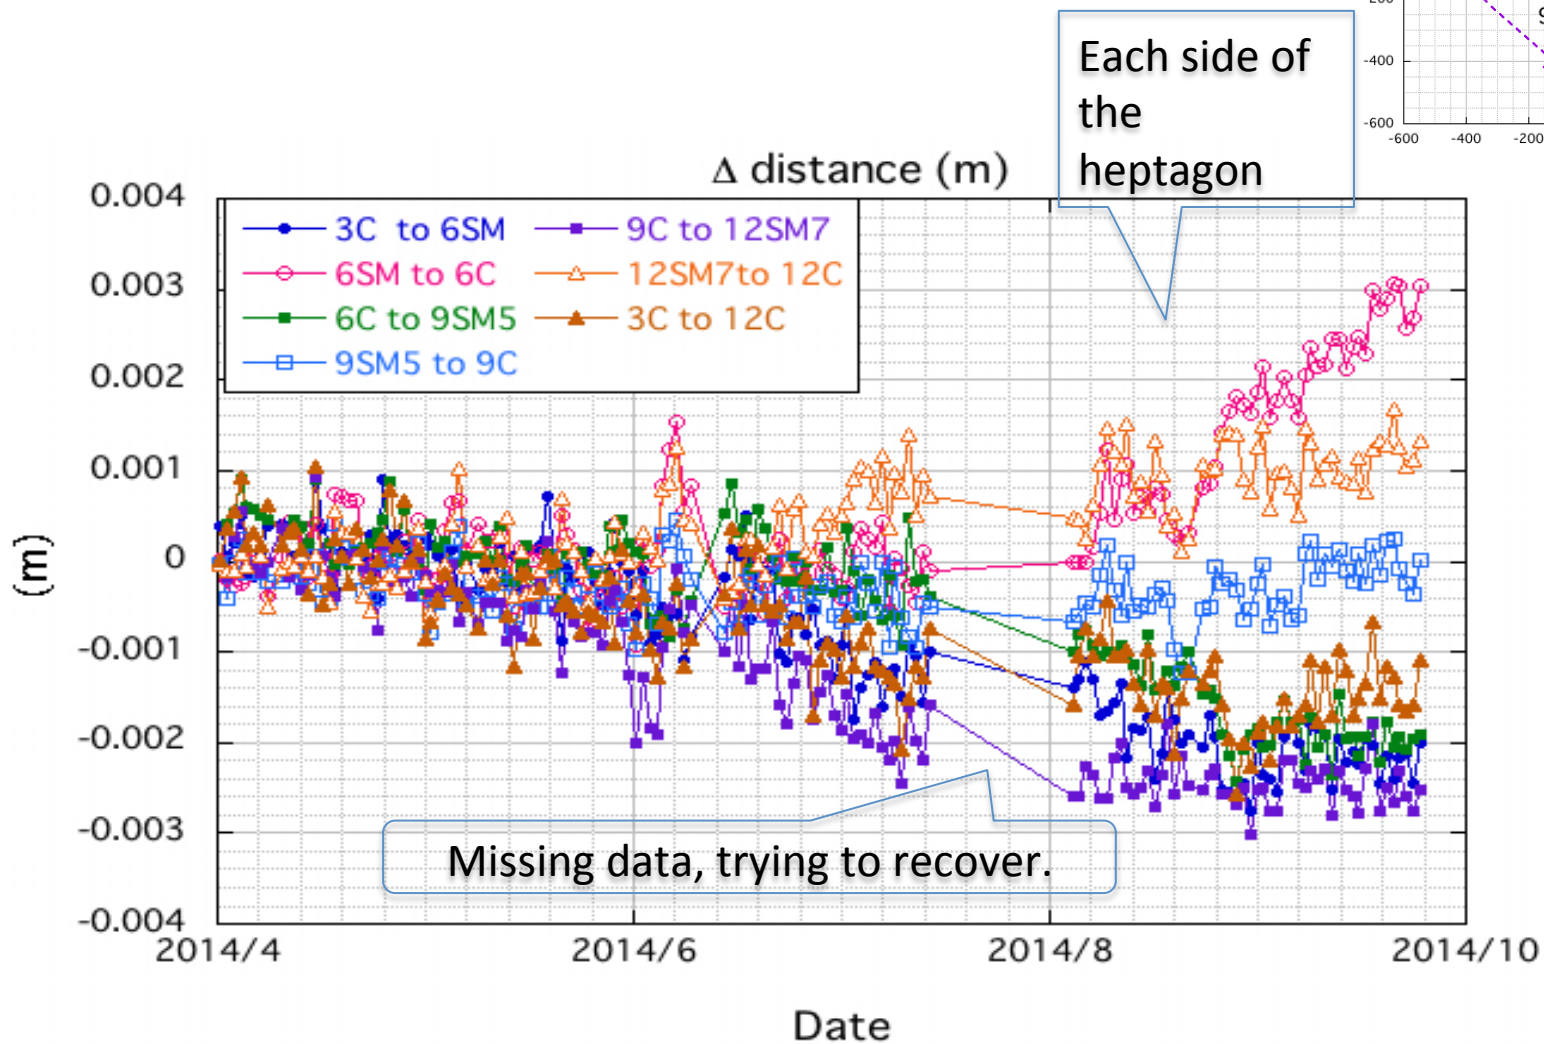 -400
-600
-600
-400
-200
Each side of
the
heptagon
Δ distance (m)
0.004
0.003
0.002
0.001
0
-0.001
-0.002
-0.003
-0.004
(m)
3C to 6SM
6SM to 6C
6C to 9SM5
9SM5 to 9C
9C to 12SM7
12SM7to 12C
3C to 12C
Missing data, trying to recover.
2014/4
2014/6
2014/8
2014/10
Date